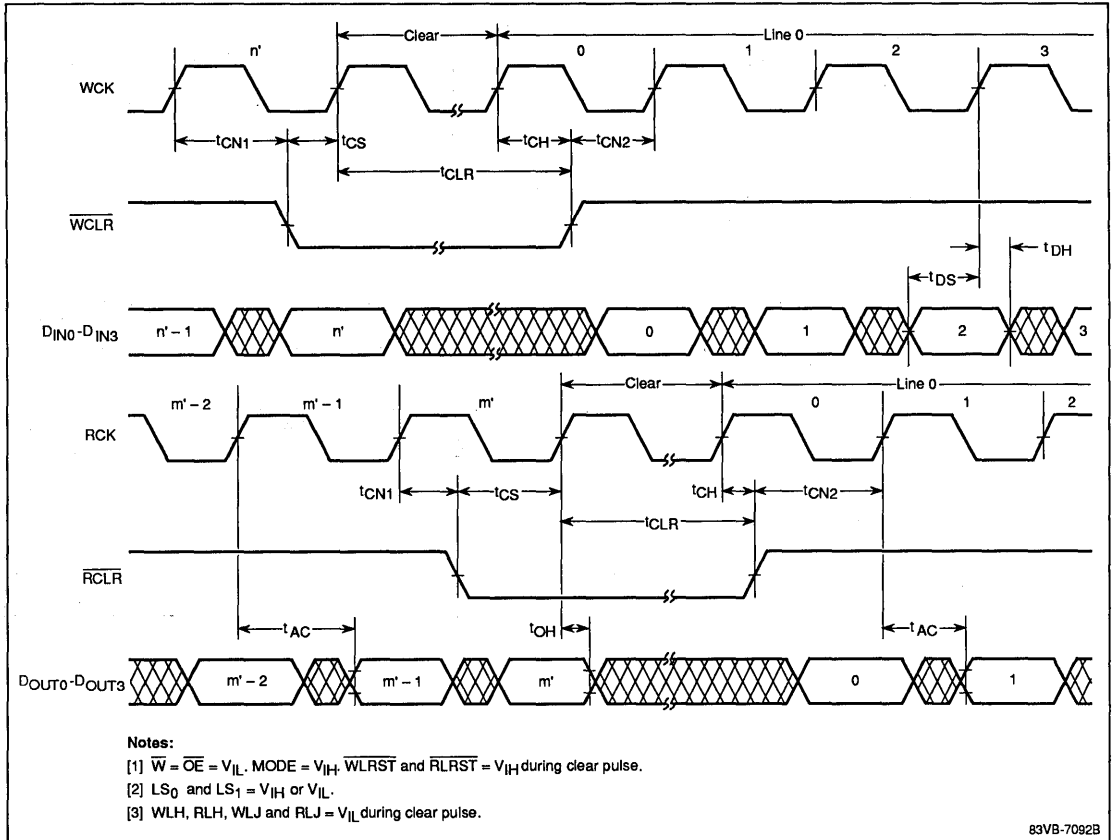 Clear
Line 0
n'
0
1
2
3
WCK
tCN1
tCS
tCH
tCN2
tCLR
WCLR
tDH
tDS
DIN0-DIN3
n' - 1
n'
0
1
2
3
Clear
Line 0
m' - 2
m' - 1
m'
0
1
2
RCK
tCN1
tCS
tCH
tCN2
tCLR
RCLR
tAC
tOH
tAC
DOUT0-DOUT3
m' - 2
m' - 1
m'
0
1
Notes:
[1] W̅ = O̅E̅ = VIL. MODE = VIH. W̅L̅R̅S̅T̅ and R̅L̅R̅S̅T̅ = VIH during clear pulse.
[2] LS0 and LS1 = VIH or VIL.
[3] WLH, RLH, WLJ and RLJ = VIL during clear pulse.
83VB-7092B